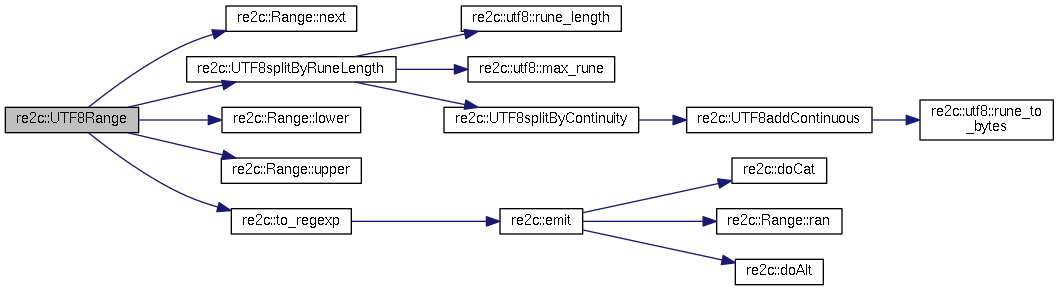 re2c::UTF8Range
re2c::Range::next
re2c::UTF8splitByRuneLength
re2c::Range::lower
re2c::Range::upper
re2c::to_regexp
re2c::utf8::rune_length
re2c::utf8::max_rune
re2c::UTF8splitByContinuity
re2c::emit
re2c::UTF8addContinuous
re2c::doCat
re2c::Range::ran
re2c::doAlt
re2c::utf8::rune_to
_bytes